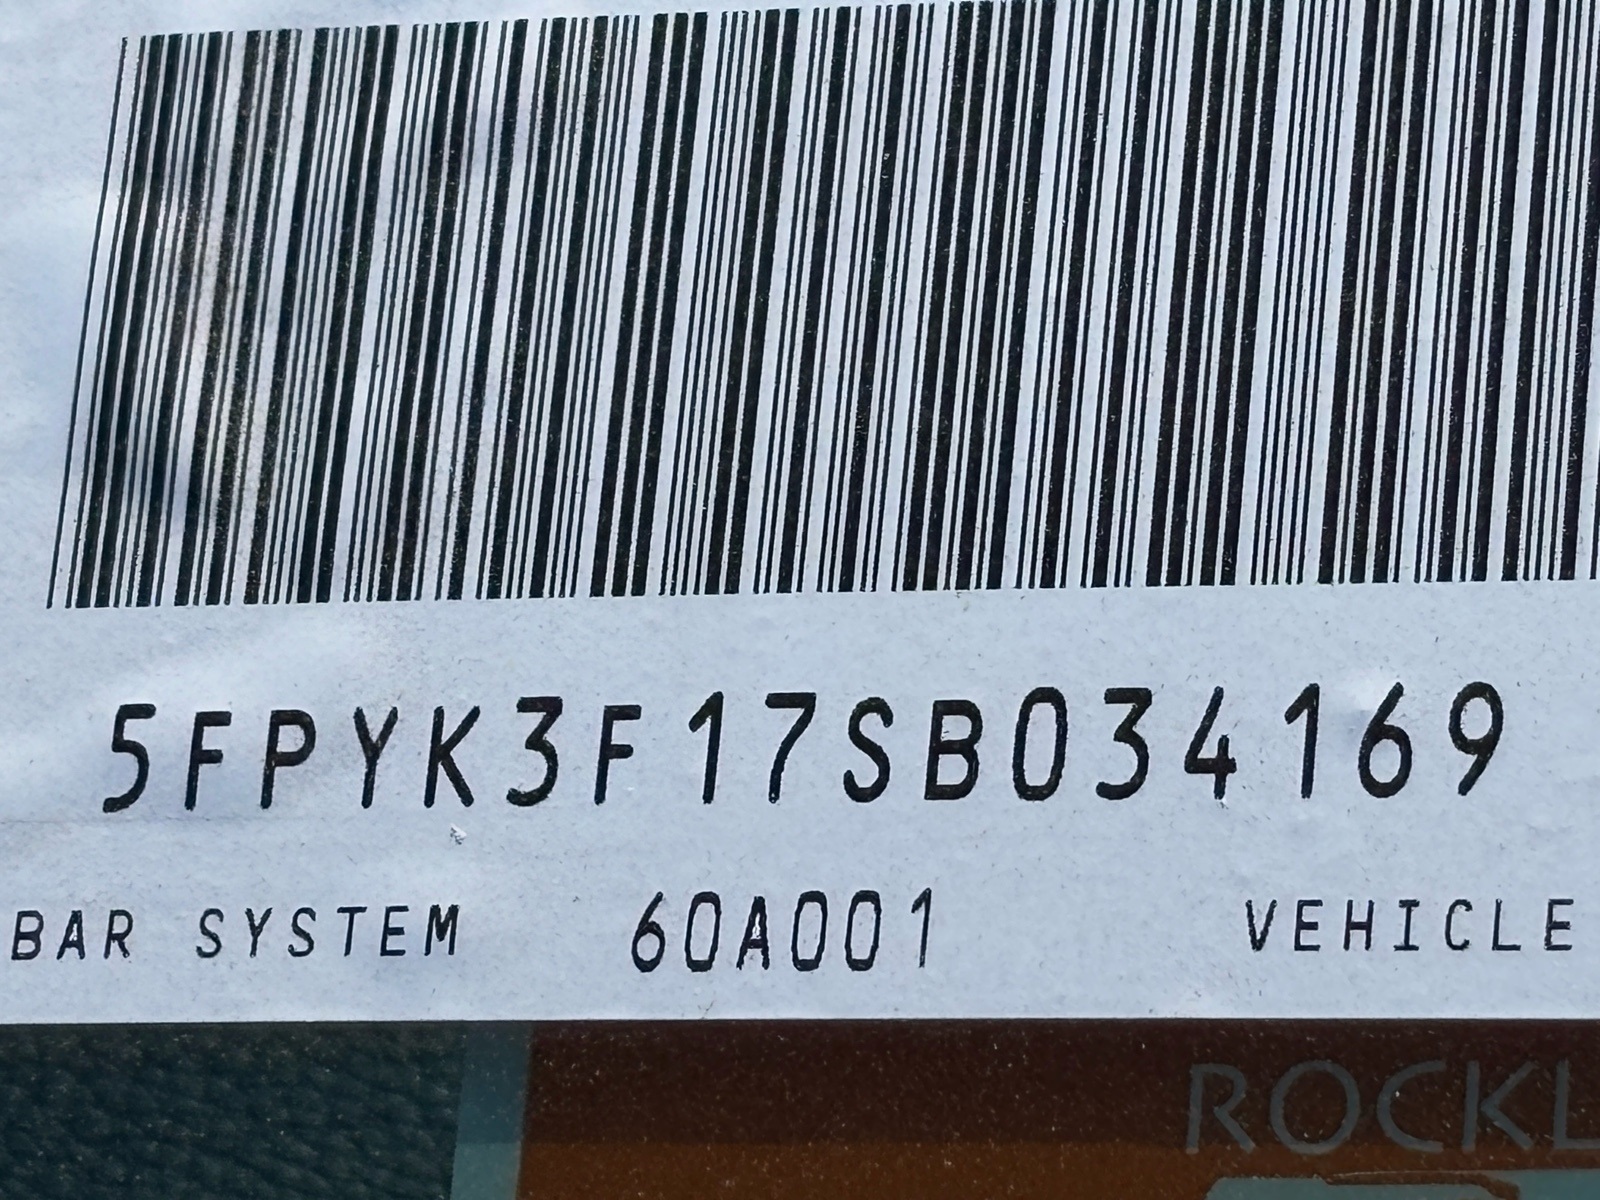 5FPYK3F17SB034169
BAR SYSTEM 60A001 VEHICLE
ROCKL